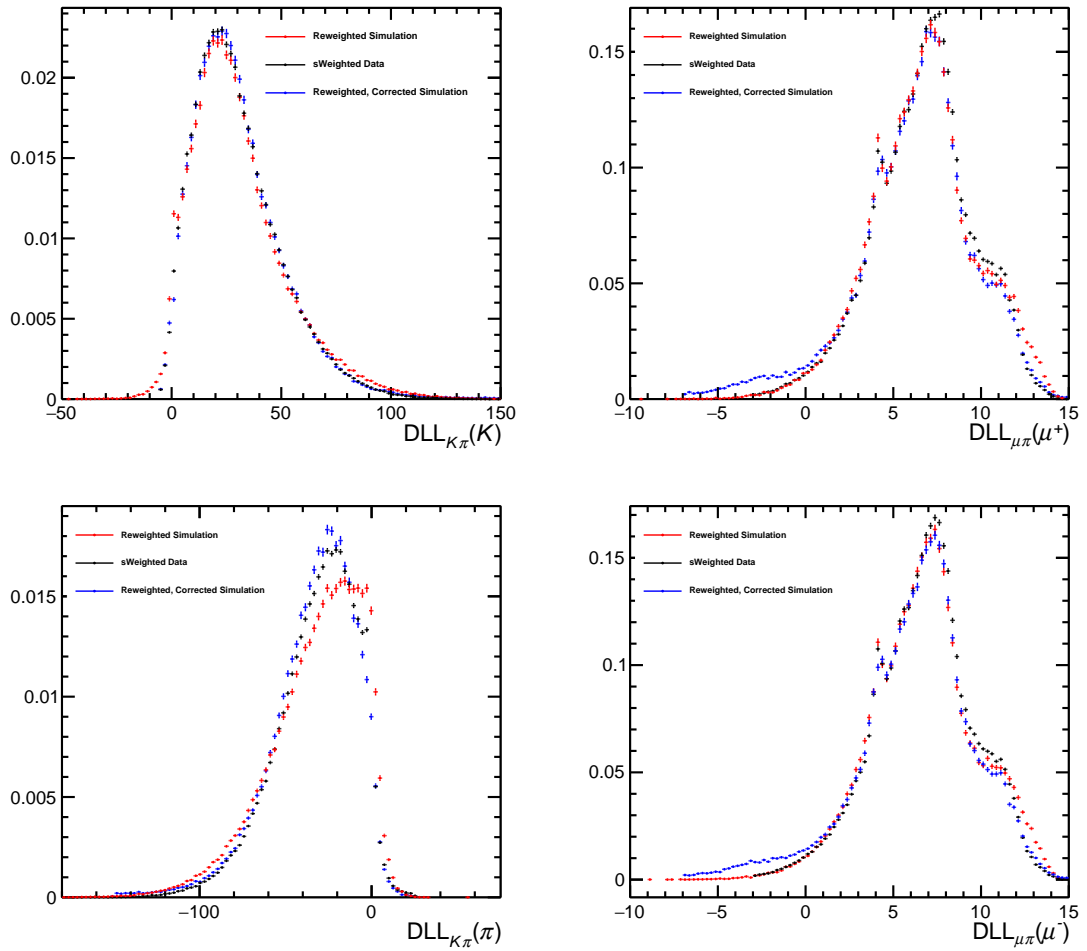 0.02
0.015
0.01
0.005
0
−50 0 50 100 150
DLL_{Kπ}(K)
Reweighted Simulation
sWeighted Data
Reweighted, Corrected Simulation
0.15
0.1
0.05
0
−10 −5 0 5 10 15
DLL_{μπ}(μ⁺)
Reweighted Simulation
sWeighted Data
Reweighted, Corrected Simulation
0.015
0.01
0.005
0
−100 0
DLL_{Kπ}(π)
Reweighted Simulation
sWeighted Data
Reweighted, Corrected Simulation
0.15
0.1
0.05
0
−10 −5 0 5 10 15
DLL_{μπ}(μ⁻)
Reweighted Simulation
sWeighted Data
Reweighted, Corrected Simulation